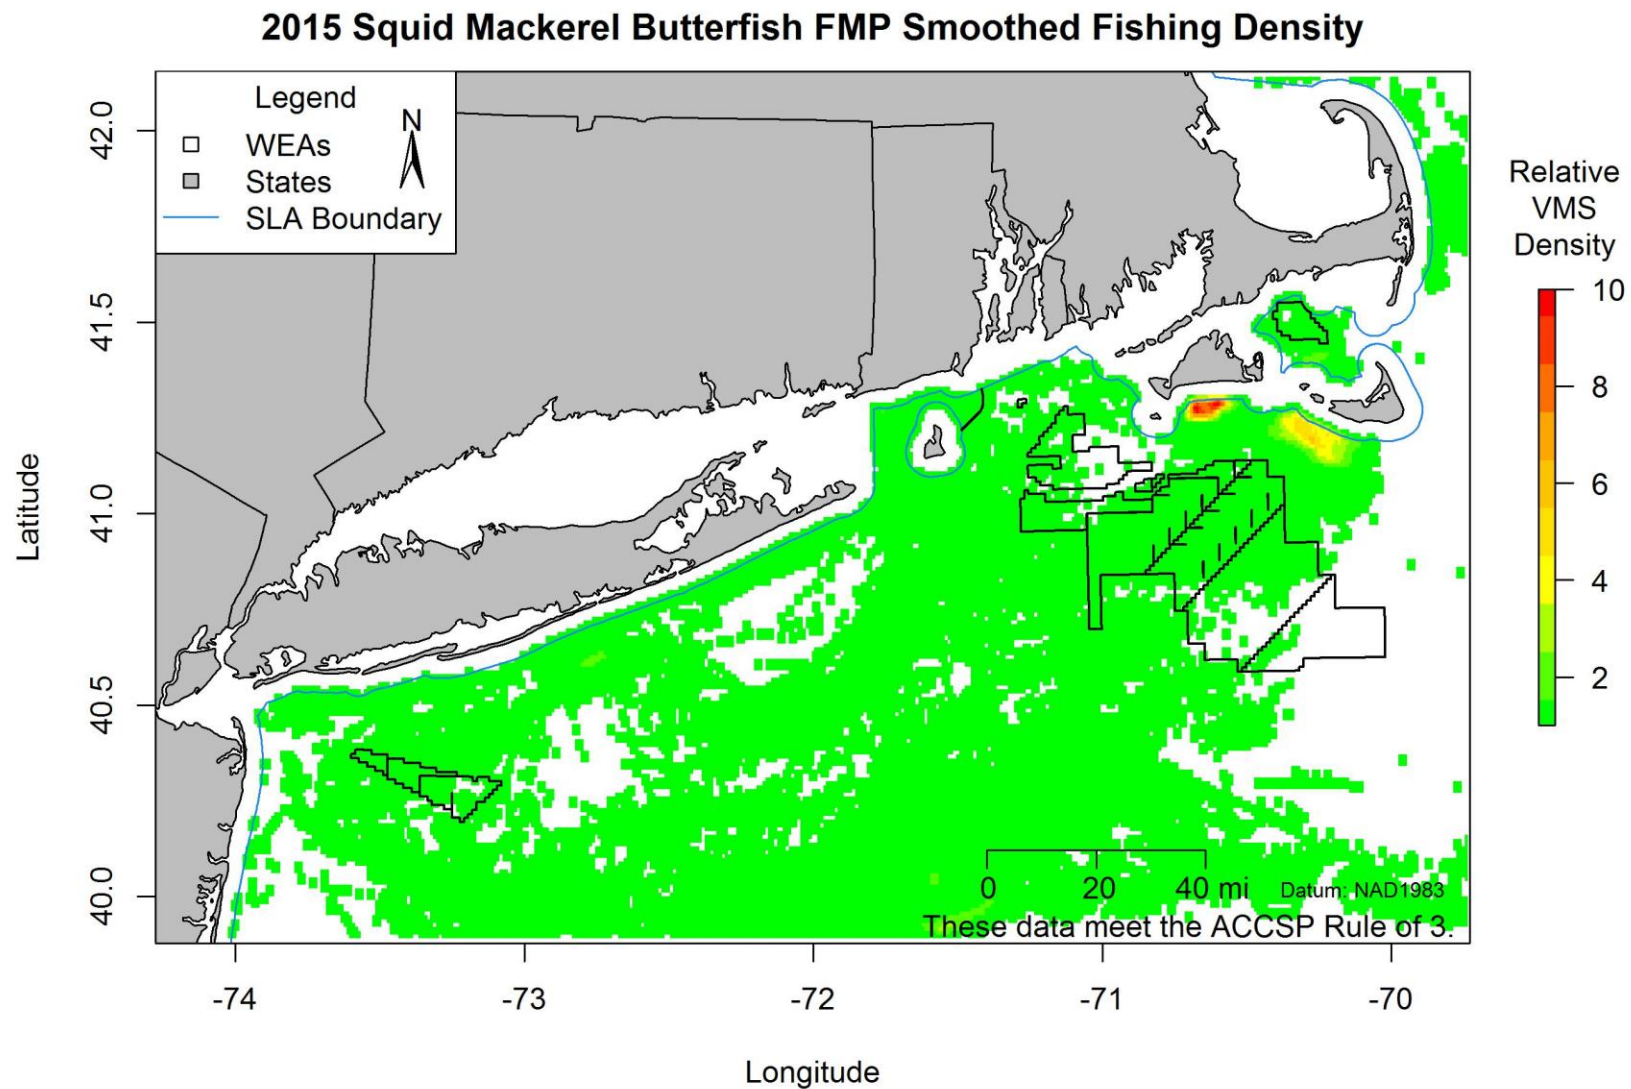 2015 Squid Mackerel Butterfish FMP Smoothed Fishing Density
Legend
N
WEAs
States
SLA Boundary
Relative
VMS
Density
10
8
6
4
2
Latitude
42.0
41.5
41.0
40.5
40.0
0 20 40 mi Datum: NAD1983
These data meet the ACCSP Rule of 3.
-74 -73 -72 -71 -70
Longitude